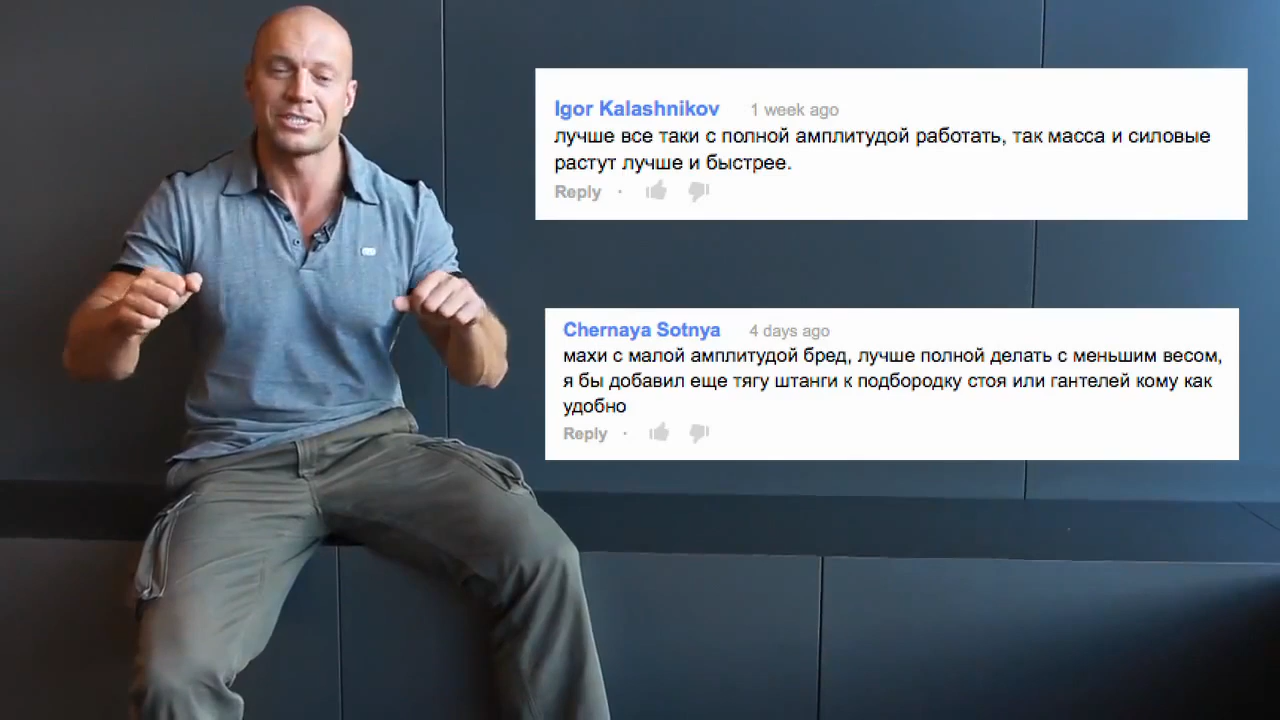 Igor Kalashnikov 1 week ago
лучше все таки с полной амплитудой работать, так масса и силовые
растут лучше и быстрее.
Reply ·
Chernaya Sotnya 4 days ago
махи с малой амплитудой бред, лучше полной делать с меньшим весом,
я бы добавил еще тягу штанги к подбородку стоя или гантелей кому как
удобно
Reply ·